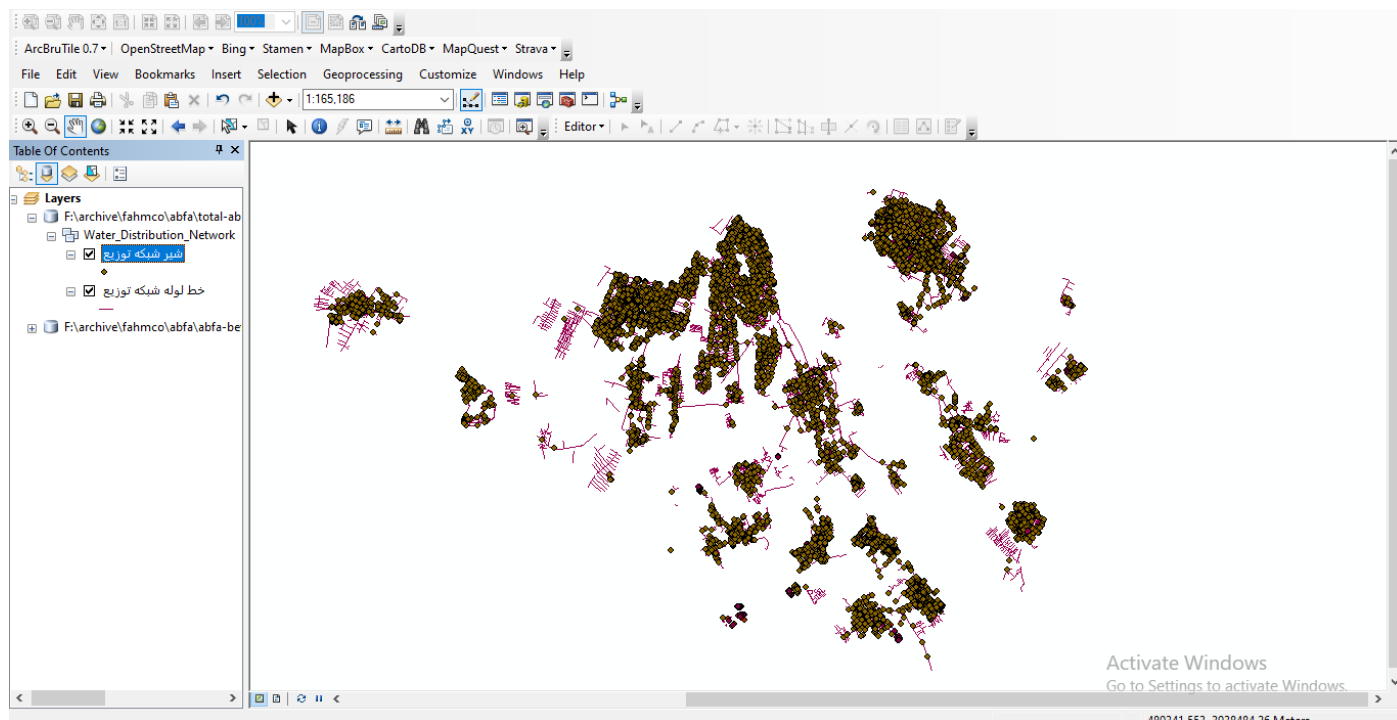 100%
ArcBruTile 0.7 OpenStreetMap Bing Stamen MapBox CartoDB MapQuest Strava
File Edit View Bookmarks Insert Selection Geoprocessing Customize Windows Help
1:165,186
Editor
Table Of Contents
Layers
F:\archive\fahmco\abfa\total-ab
Water_Distribution_Network
شیر شبکه توزیع
خط لوله شبکه توزیع
F:\archive\fahmco\abfa\abfa-be
Activate Windows
Go to Settings to activate Windows.